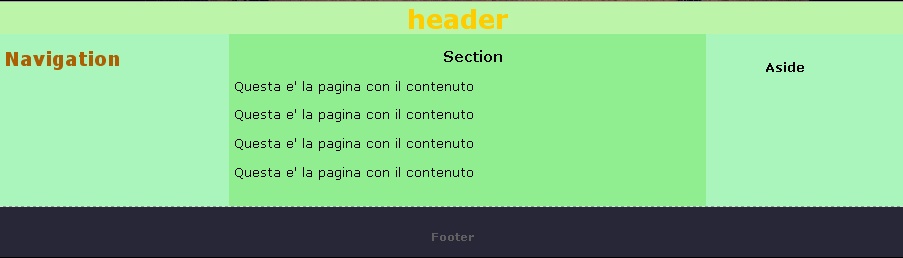 header
Navigation
Section
Aside
Questa e' la pagina con il contenuto
Questa e' la pagina con il contenuto
Questa e' la pagina con il contenuto
Questa e' la pagina con il contenuto
Footer